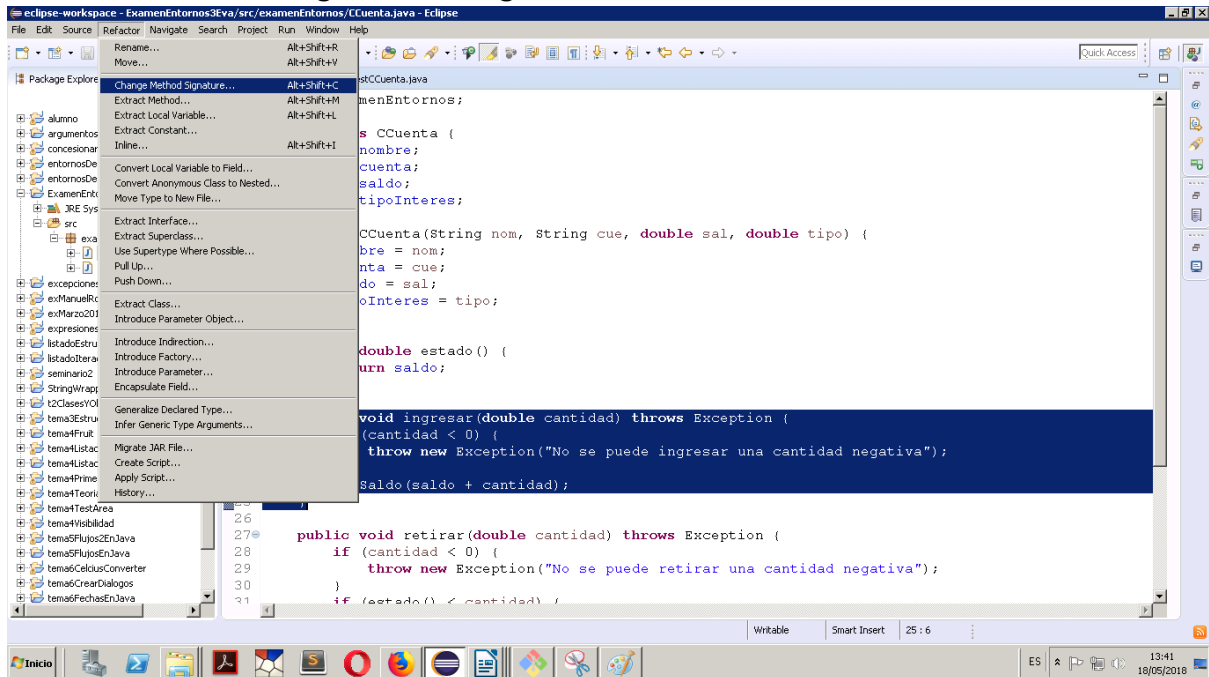 eclipse-workspace - ExamenEntornos3Eva/src/examenEntornos/CCuenta.java - Eclipse
File Edit Source Refactor Navigate Search Project Run Window Help
Quick Access
Rename... Alt+Shift+R
Move... Alt+Shift+V
Change Method Signature... Alt+Shift+C
Extract Method... Alt+Shift+M
Extract Local Variable... Alt+Shift+L
Extract Constant...
Inline... Alt+Shift+I
Convert Local Variable to Field...
Convert Anonymous Class to Nested...
Move Type to New File...
Extract Interface...
Extract Superclass...
Use Supertype Where Possible...
Pull Up...
Push Down...
Extract Class...
Introduce Parameter Object...
Introduce Indirection...
Introduce Factory...
Introduce Parameter...
Encapsulate Field...
Generalize Declared Type...
Infer Generic Type Arguments...
Migrate JAR File...
Create Script...
Apply Script...
History...
Package Explore
alumno
argumentos
concesionar
entornosDe
entornosDe
ExamenEnto
JRE Sys
src
exa
J
J
excepciones
exManuelRo
exMarzo201
expresiones
listadoEstru
listadoItera
seminario2
StringWrapp
t2ClasesYOb
tema3Estru
tema4Fruit
tema4Listac
tema4Listac
tema4Prime
tema4Teoria
tema4TestArea
tema4Visibilidad
tema5Flujos2EnJava
tema5FlujosEnJava
tema6CelciusConverter
tema6CrearDialogos
tema6FechasEnJava
stCCuenta.java
menEntornos;
s CCuenta {
nombre;
cuenta;
saldo;
tipoInteres;
CCuenta(String nom, String cue, double sal, double tipo) {
bre = nom;
nta = cue;
do = sal;
oInteres = tipo;
double estado() {
urn saldo;
void ingresar(double cantidad) throws Exception {
(cantidad < 0) {
throw new Exception("No se puede ingresar una cantidad negativa");
Saldo(saldo + cantidad);
25 }
26
27 public void retirar(double cantidad) throws Exception {
28 if (cantidad < 0) {
29 throw new Exception("No se puede retirar una cantidad negativa");
30 }
31 if (estado() < cantidad) {
Writable Smart Insert 25 : 6
Inicio
ES 13:41
18/05/2018